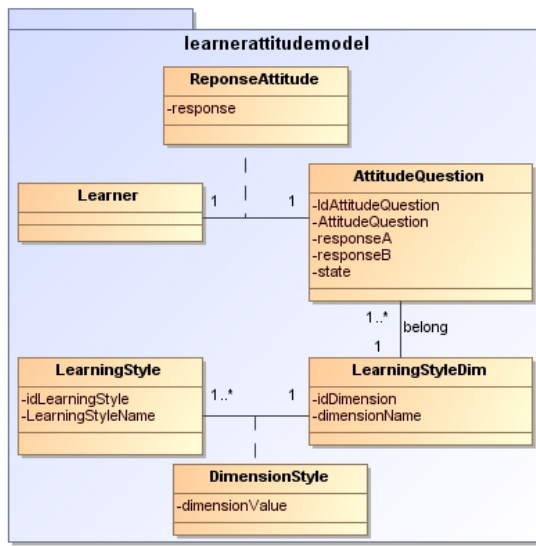 learnerattitudemodel
ReponseAttitude
-response
Learner
1
1
AttitudeQuestion
-IdAttitudeQuestion
-AttitudeQuestion
-responseA
-responseB
-state
1..*
belong
1
LearningStyle
-idLearningStyle
-LearningStyleName
1..*
1
LearningStyleDim
-idDimension
-dimensionName
DimensionStyle
-dimensionValue